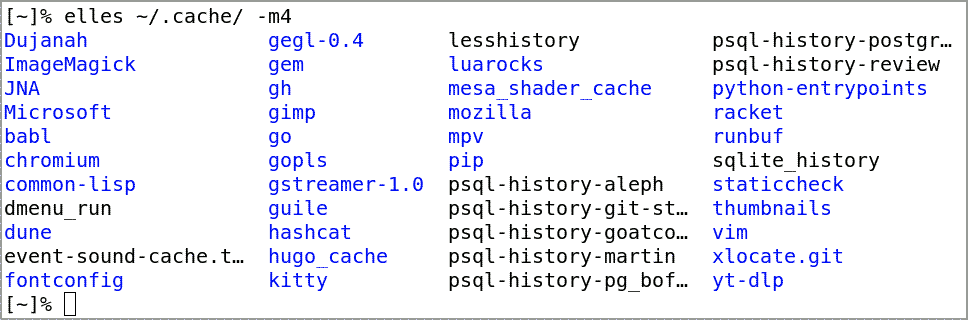 [~]% elles ~/.cache/ -m4
Dujanah gegl-0.4 lesshistory psql-history-postgr…
ImageMagick gem luarocks psql-history-review
JNA gh mesa_shader_cache python-entrypoints
Microsoft gimp mozilla racket
babl go mpv runbuf
chromium gopls pip sqlite_history
common-lisp gstreamer-1.0 psql-history-aleph staticcheck
dmenu_run guile psql-history-git-st… thumbnails
dune hashcat psql-history-goatco… vim
event-sound-cache.t… hugo_cache psql-history-martin xlocate.git
fontconfig kitty psql-history-pg_bof… yt-dlp
[~]%